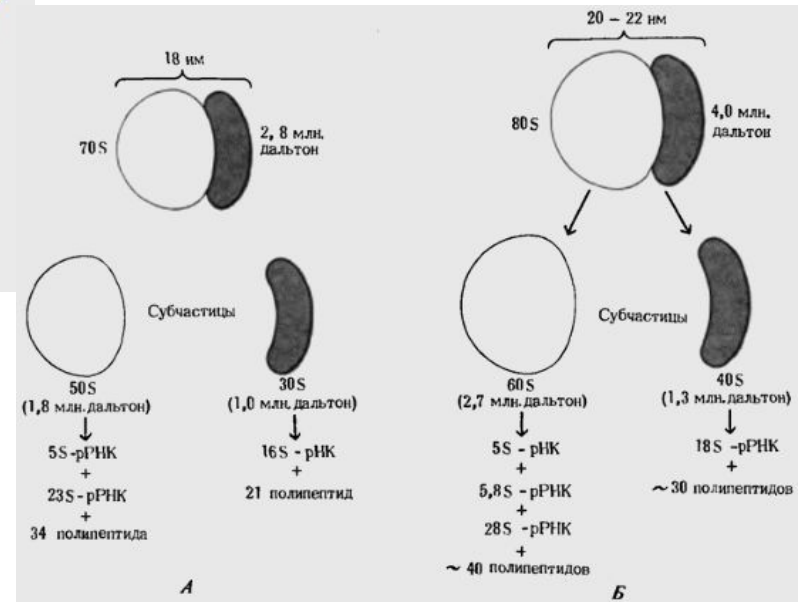 18 нм
70S
2, 8 млн.
дальтон
Субчастицы
50S
(1,8 млн.дальтон)
5S-рРНК
+
23S-рРНК
+
34 полипептида
30S
(1,0 млн.дальтон)
16S - рНК
+
21 полипептид
А
20 – 22 нм
80S
4,0 млн.
дальтон
Субчастицы
60S
(2,7 млн.дальтон)
5S - рНК
+
5,8S - рРНК
+
28S - рРНК
+
~ 40 полипептидов
40S
(1,3 млн.дальтон)
18S - рРНК
+
~ 30 полипептидов
Б